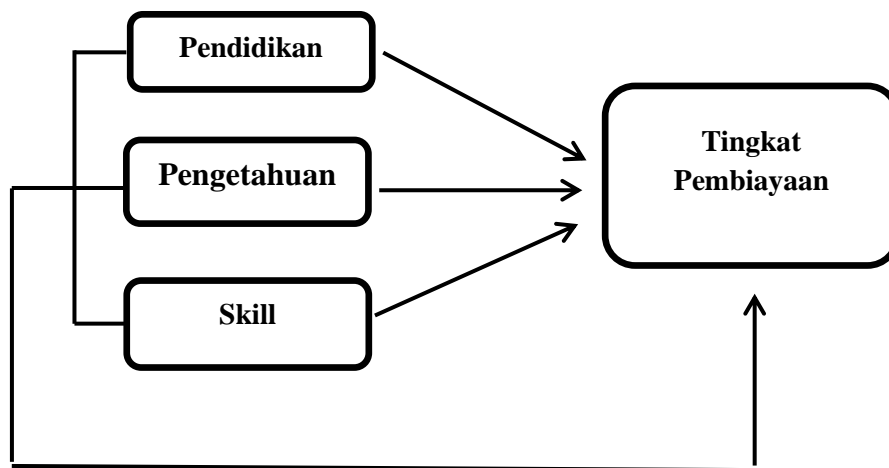 Pendidikan
Pengetahuan
Skill
Tingkat
Pembiayaan